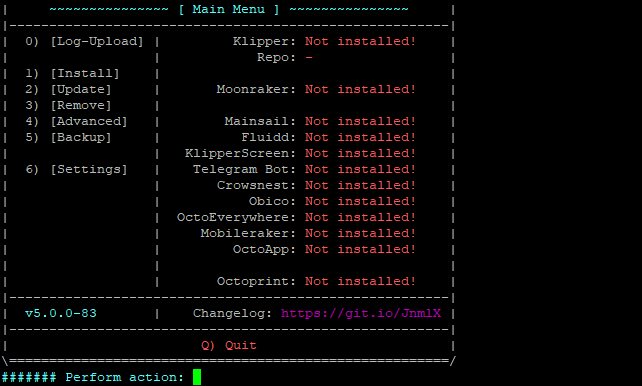 ~~~~~~~~~~~~~~~ [ Main Menu ] ~~~~~~~~~~~~~~~
0) [Log-Upload] | Klipper: Not installed!
| Repo: -
1) [Install] |
2) [Update] | Moonraker: Not installed!
3) [Remove] |
4) [Advanced] | Mainsail: Not installed!
5) [Backup] | Fluidd: Not installed!
| KlipperScreen: Not installed!
6) [Settings] | Telegram Bot: Not installed!
| Crowsnest: Not installed!
| Obico: Not installed!
| OctoEverywhere: Not installed!
| Mobileraker: Not installed!
| OctoApp: Not installed!
| Octoprint: Not installed!
v5.0.0-83 | Changelog: https://git.io/JnmlX
Q) Quit
####### Perform action: